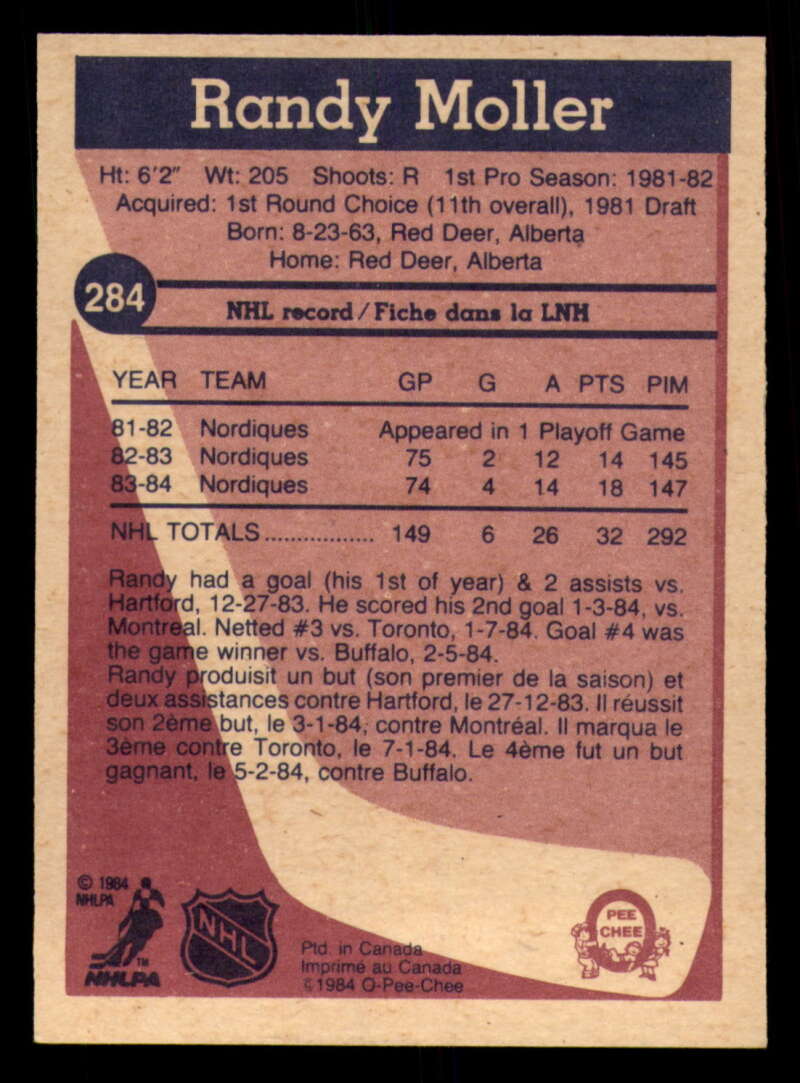 Randy Moller
Ht: 6'2" Wt: 205 Shoots: R 1st Pro Season: 1981-82
Acquired: 1st Round Choice (11th overall), 1981 Draft
Born: 8-23-63, Red Deer, Alberta
Home: Red Deer, Alberta
284
NHL record/Fiche dans la LNH
YEAR TEAM GP G A PTS PIM
81-82 Nordiques Appeared in 1 Playoff Game
82-83 Nordiques 75 2 12 14 145
83-84 Nordiques 74 4 14 18 147
NHL TOTALS................. 149 6 26 32 292
Randy had a goal (his 1st of year) & 2 assists vs.
Hartford, 12-27-83. He scored his 2nd goal 1-3-84, vs.
Montreal. Netted #3 vs. Toronto, 1-7-84. Goal #4 was
the game winner vs. Buffalo, 2-5-84.
Randy produisit un but (son premier de la saison) et
deux assistances contre Hartford, le 27-12-83. Il réussit
son 2ème but, le 3-1-84, contre Montréal. Il marqua le
3ème contre Toronto, le 7-1-84. Le 4ème fut un but
gagnant, le 5-2-84, contre Buffalo.
© 1984
NHLPA
TM
NHLPA
NHL
Ptd. in Canada
Imprimé au Canada
©1984 O-Pee-Chee
PEE
CHEE